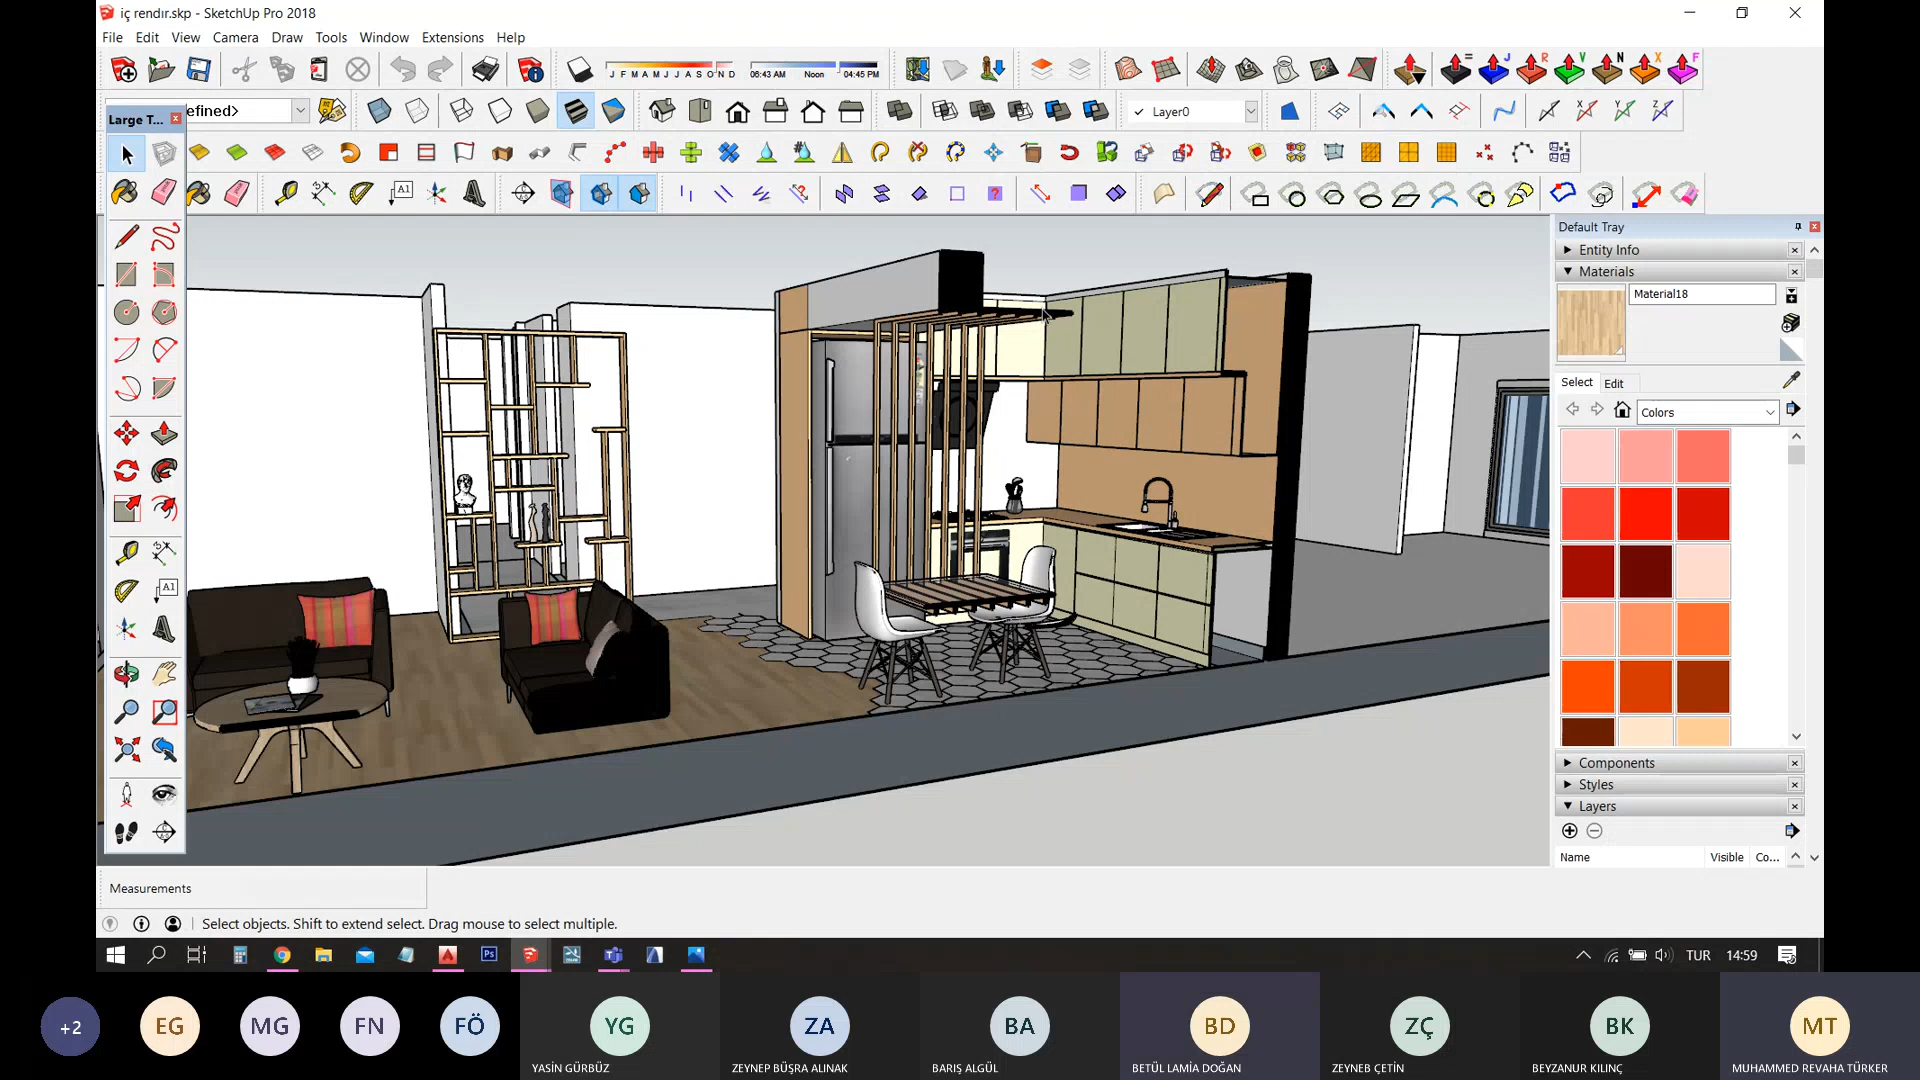 iç rendır.skp - SketchUp Pro 2018
File Edit View Camera Draw Tools Window Extensions Help
J F M A M J J A S O N D
06:43 AM Noon 04:45 PM
= J R V N X F
Large T...
efined>
Layer0
X Y Z
A1
A1
Default Tray
Entity Info
Materials
Material18
Select Edit
Colors
Components
Styles
Layers
Name Visible Co...
Measurements
Select objects. Shift to extend select. Drag mouse to select multiple.
Ps
TUR 14:59
+2 EG MG FN FÖ YG ZA BA BD ZÇ BK MT
YASİN GÜRBÜZ ZEYNEP BÜŞRA ALINAK BARIŞ ALGÜL BETÜL LAMİA DOĞAN ZEYNEB ÇETİN BEYZANUR KILINÇ MUHAMMED REVAHA TÜRKER